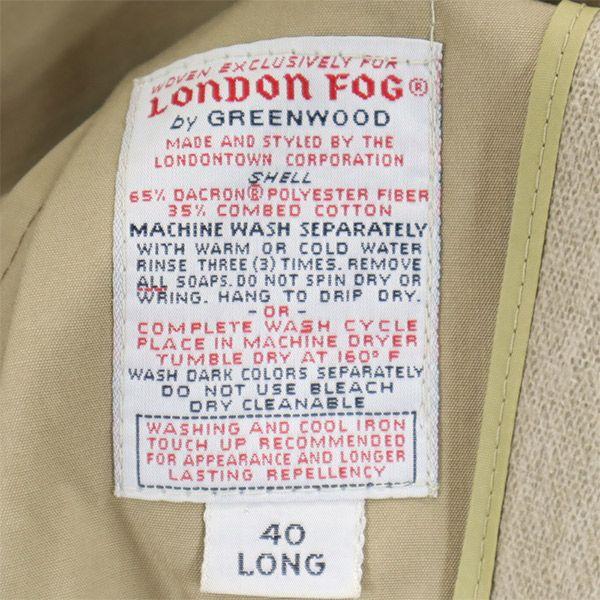 WOVEN EXCLUSIVELY FOR
LONDON FOG®
by GREENWOOD
MADE AND STYLED BY THE
LONDONTOWN CORPORATION
SHELL
65% DACRON® POLYESTER FIBER
35% COMBED COTTON
MACHINE WASH SEPARATELY
WITH WARM OR COLD WATER
RINSE THREE (3) TIMES. REMOVE
ALL SOAPS. DO NOT SPIN DRY OR
WRING. HANG TO DRIP DRY.
- OR -
COMPLETE WASH CYCLE
PLACE IN MACHINE DRYER
TUMBLE DRY AT 160° F
WASH DARK COLORS SEPARATELY
DO NOT USE BLEACH
DRY CLEANABLE
WASHING AND COOL IRON
TOUCH UP RECOMMENDED
FOR APPEARANCE AND LONGER
LASTING REPELLENCY
40
LONG